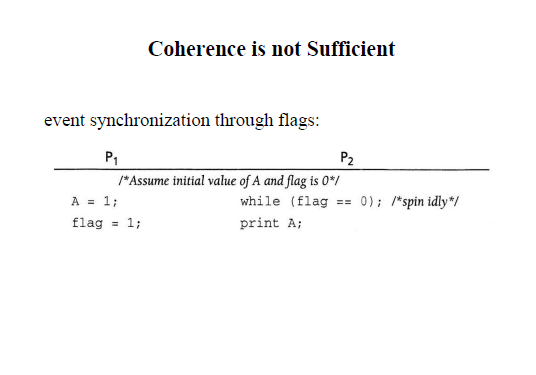 Coherence is not Sufficient
event synchronization through flags:
P1 P2
/*Assume initial value of A and flag is 0*/
A = 1; while (flag == 0); /*spin idly*/
flag = 1; print A;